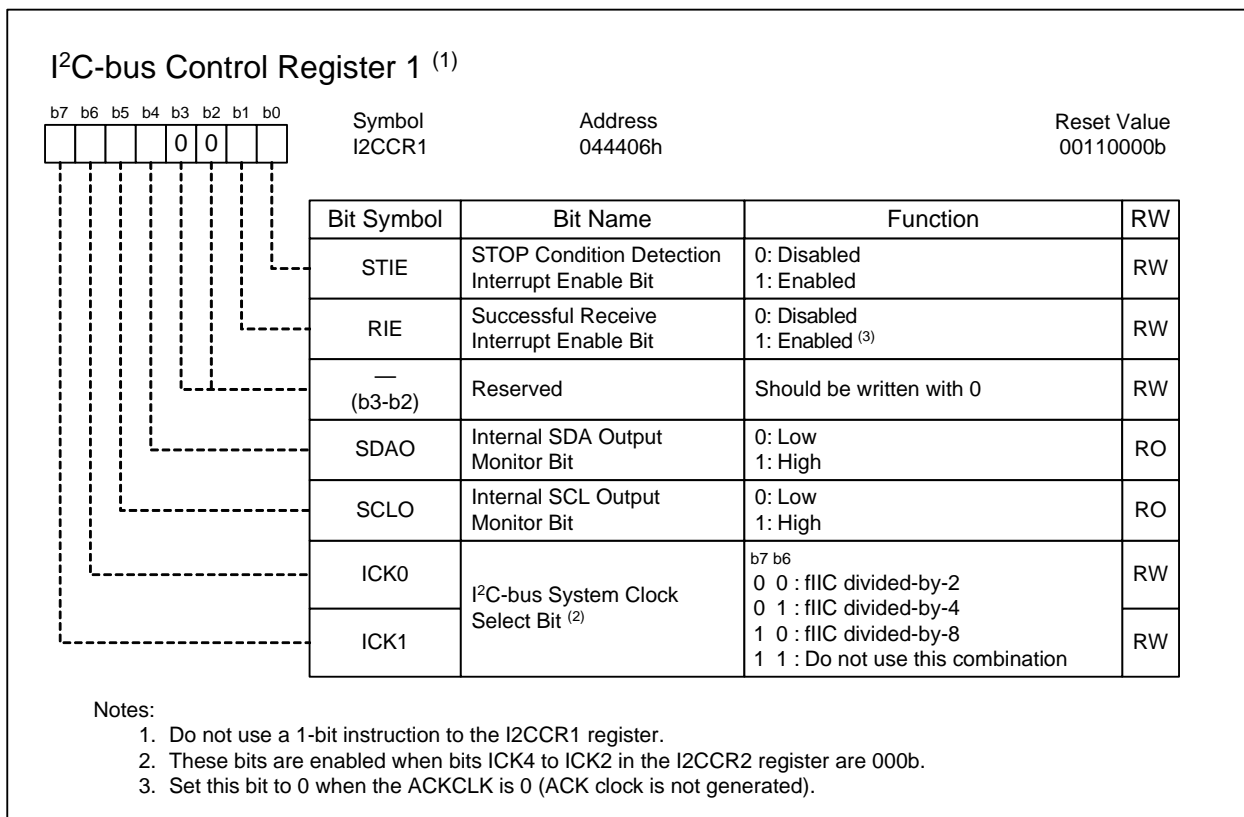 I²C-bus Control Register 1 (1)
b7 b6 b5 b4 b3 b2 b1 b0
0 0
Symbol Address Reset Value
I2CCR1 044406h 00110000b
Bit Symbol Bit Name Function RW
STIE STOP Condition Detection Interrupt Enable Bit 0: Disabled 1: Enabled RW
RIE Successful Receive Interrupt Enable Bit 0: Disabled 1: Enabled (3) RW
— (b3-b2) Reserved Should be written with 0 RW
SDAO Internal SDA Output Monitor Bit 0: Low 1: High RO
SCLO Internal SCL Output Monitor Bit 0: Low 1: High RO
ICK0 I²C-bus System Clock Select Bit (2) b7 b6 RW
0 0 : fIIC divided-by-2
0 1 : fIIC divided-by-4
1 0 : fIIC divided-by-8
ICK1 1 1 : Do not use this combination RW
Notes:
1. Do not use a 1-bit instruction to the I2CCR1 register.
2. These bits are enabled when bits ICK4 to ICK2 in the I2CCR2 register are 000b.
3. Set this bit to 0 when the ACKCLK is 0 (ACK clock is not generated).